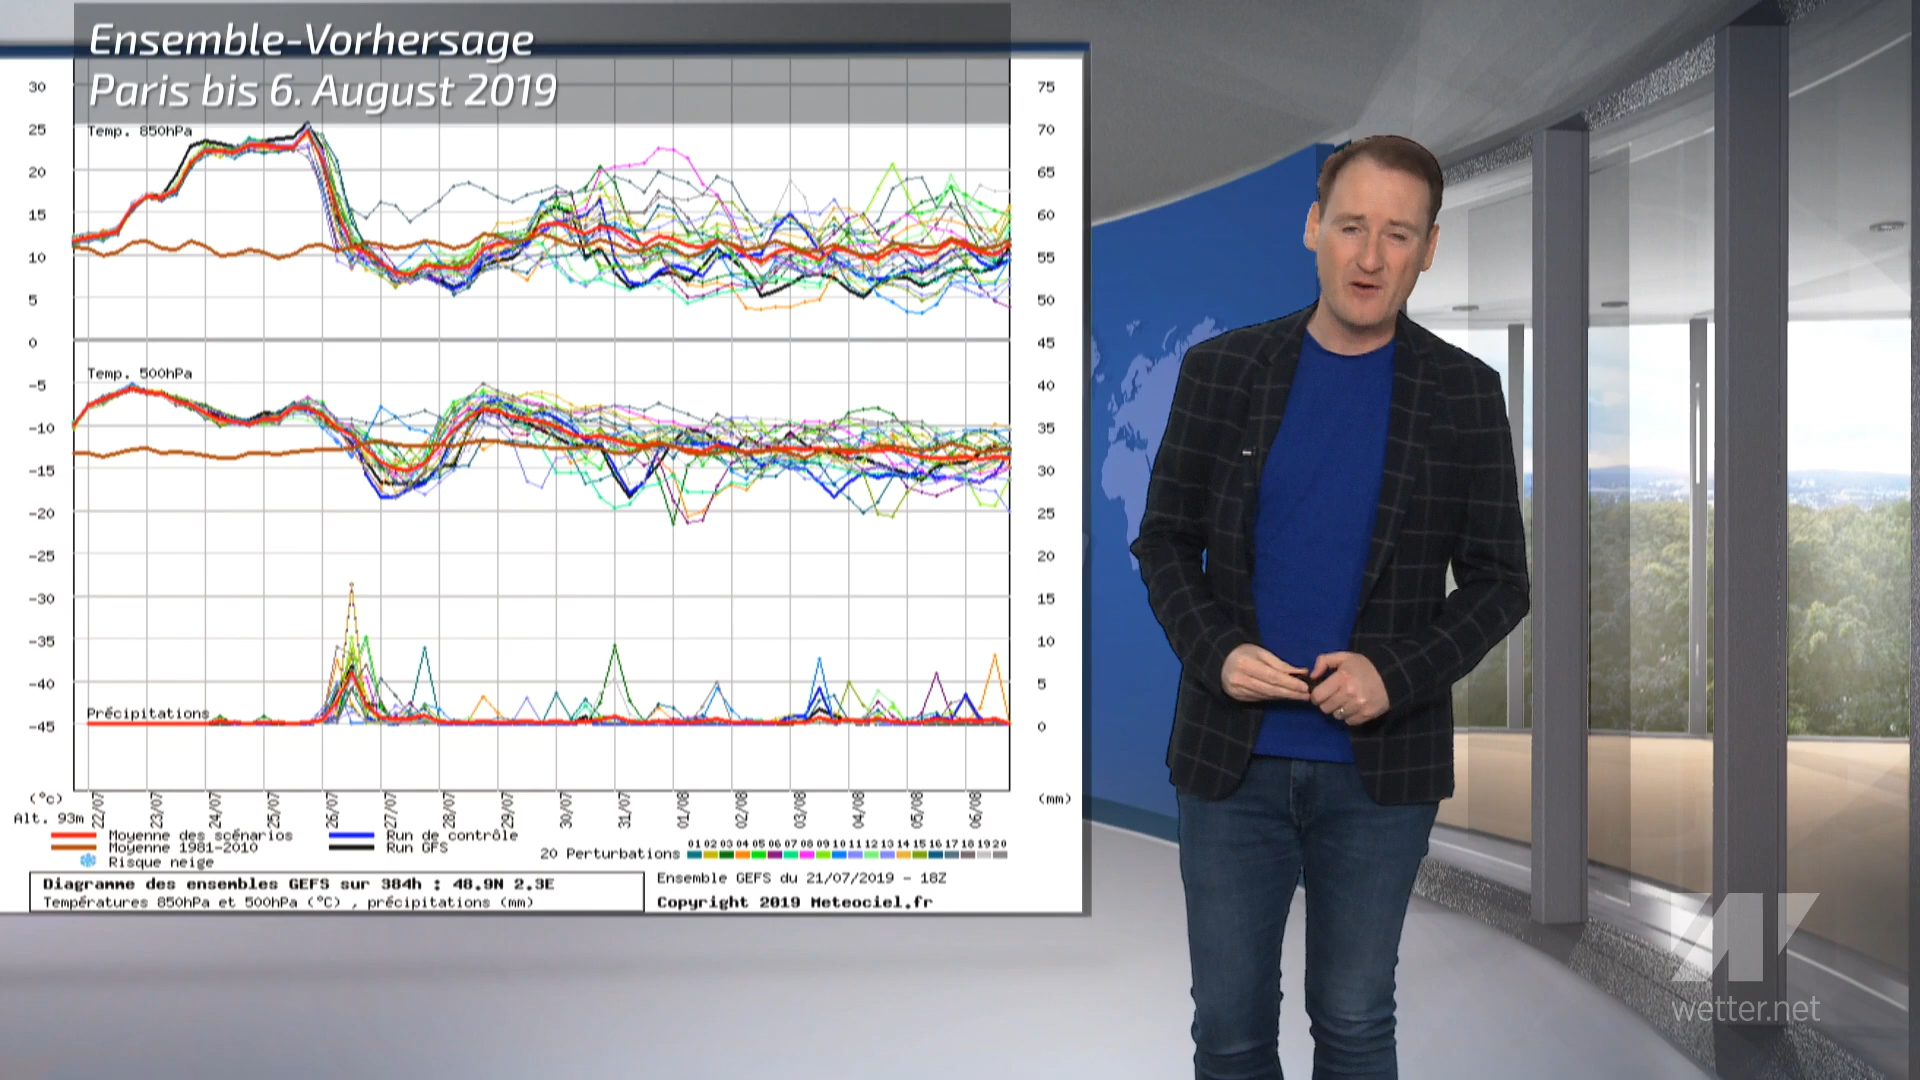 Ensemble-Vorhersage
Paris bis 6. August 2019
30
25
20
15
10
5
0
-5
-10
-15
-20
-25
-30
-35
-40
-45
(°c)
Temp. 850hPa
Temp. 500hPa
Précipitations
75
70
65
60
55
50
45
40
35
30
25
20
15
10
5
0
(mm)
22/07
23/07
24/07
25/07
26/07
27/07
28/07
29/07
30/07
31/07
01/08
02/08
03/08
04/08
05/08
06/08
Alt. 93m
Moyenne des scénarios
Moyenne 1981-2010
Risque neige
Run de contrôle
Run GFS
20 Perturbations
01 02 03 04 05 06 07 08 09 10 11 12 13 14 15 16 17 18 19 20
Diagramme des ensembles GEFS sur 384h : 48.9N 2.3E
Températures 850hPa et 500hPa (°C) , précipitations (mm)
Ensemble GEFS du 21/07/2019 - 18Z
Copyright 2019 Meteociel.fr
wetter.net